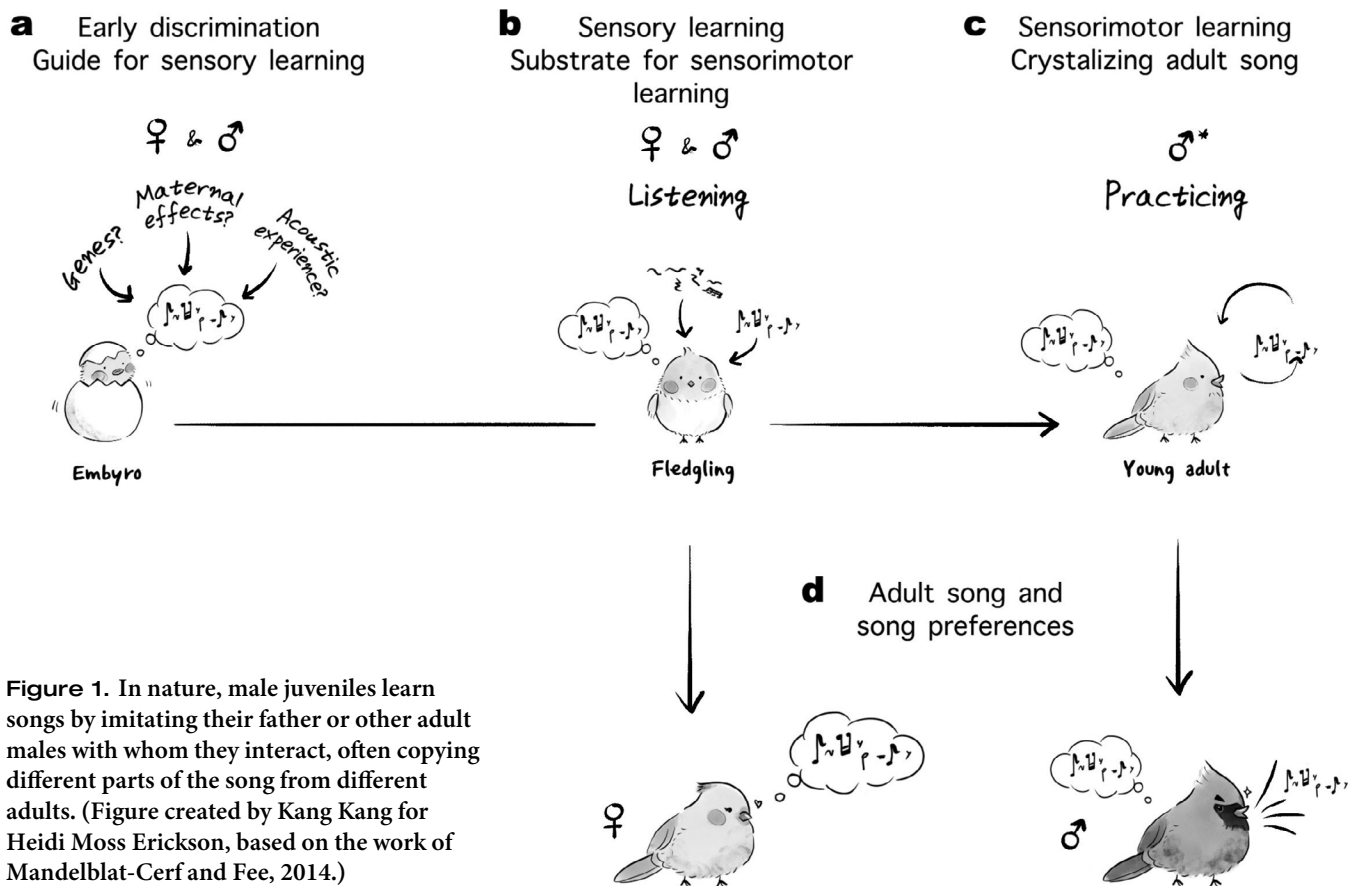 a Early discrimination
Guide for sensory learning
♀ & ♂
Genes?
Maternal
effects?
Acoustic
experience?
Embyro
b Sensory learning
Substrate for sensorimotor
learning
♀ & ♂
Listening
Fledgling
c Sensorimotor learning
Crystalizing adult song
♂*
Practicing
Young adult
d Adult song and
song preferences
♀
♂
Figure 1. In nature, male juveniles learn
songs by imitating their father or other adult
males with whom they interact, often copying
different parts of the song from different
adults. (Figure created by Kang Kang for
Heidi Moss Erickson, based on the work of
Mandelblat-Cerf and Fee, 2014.)